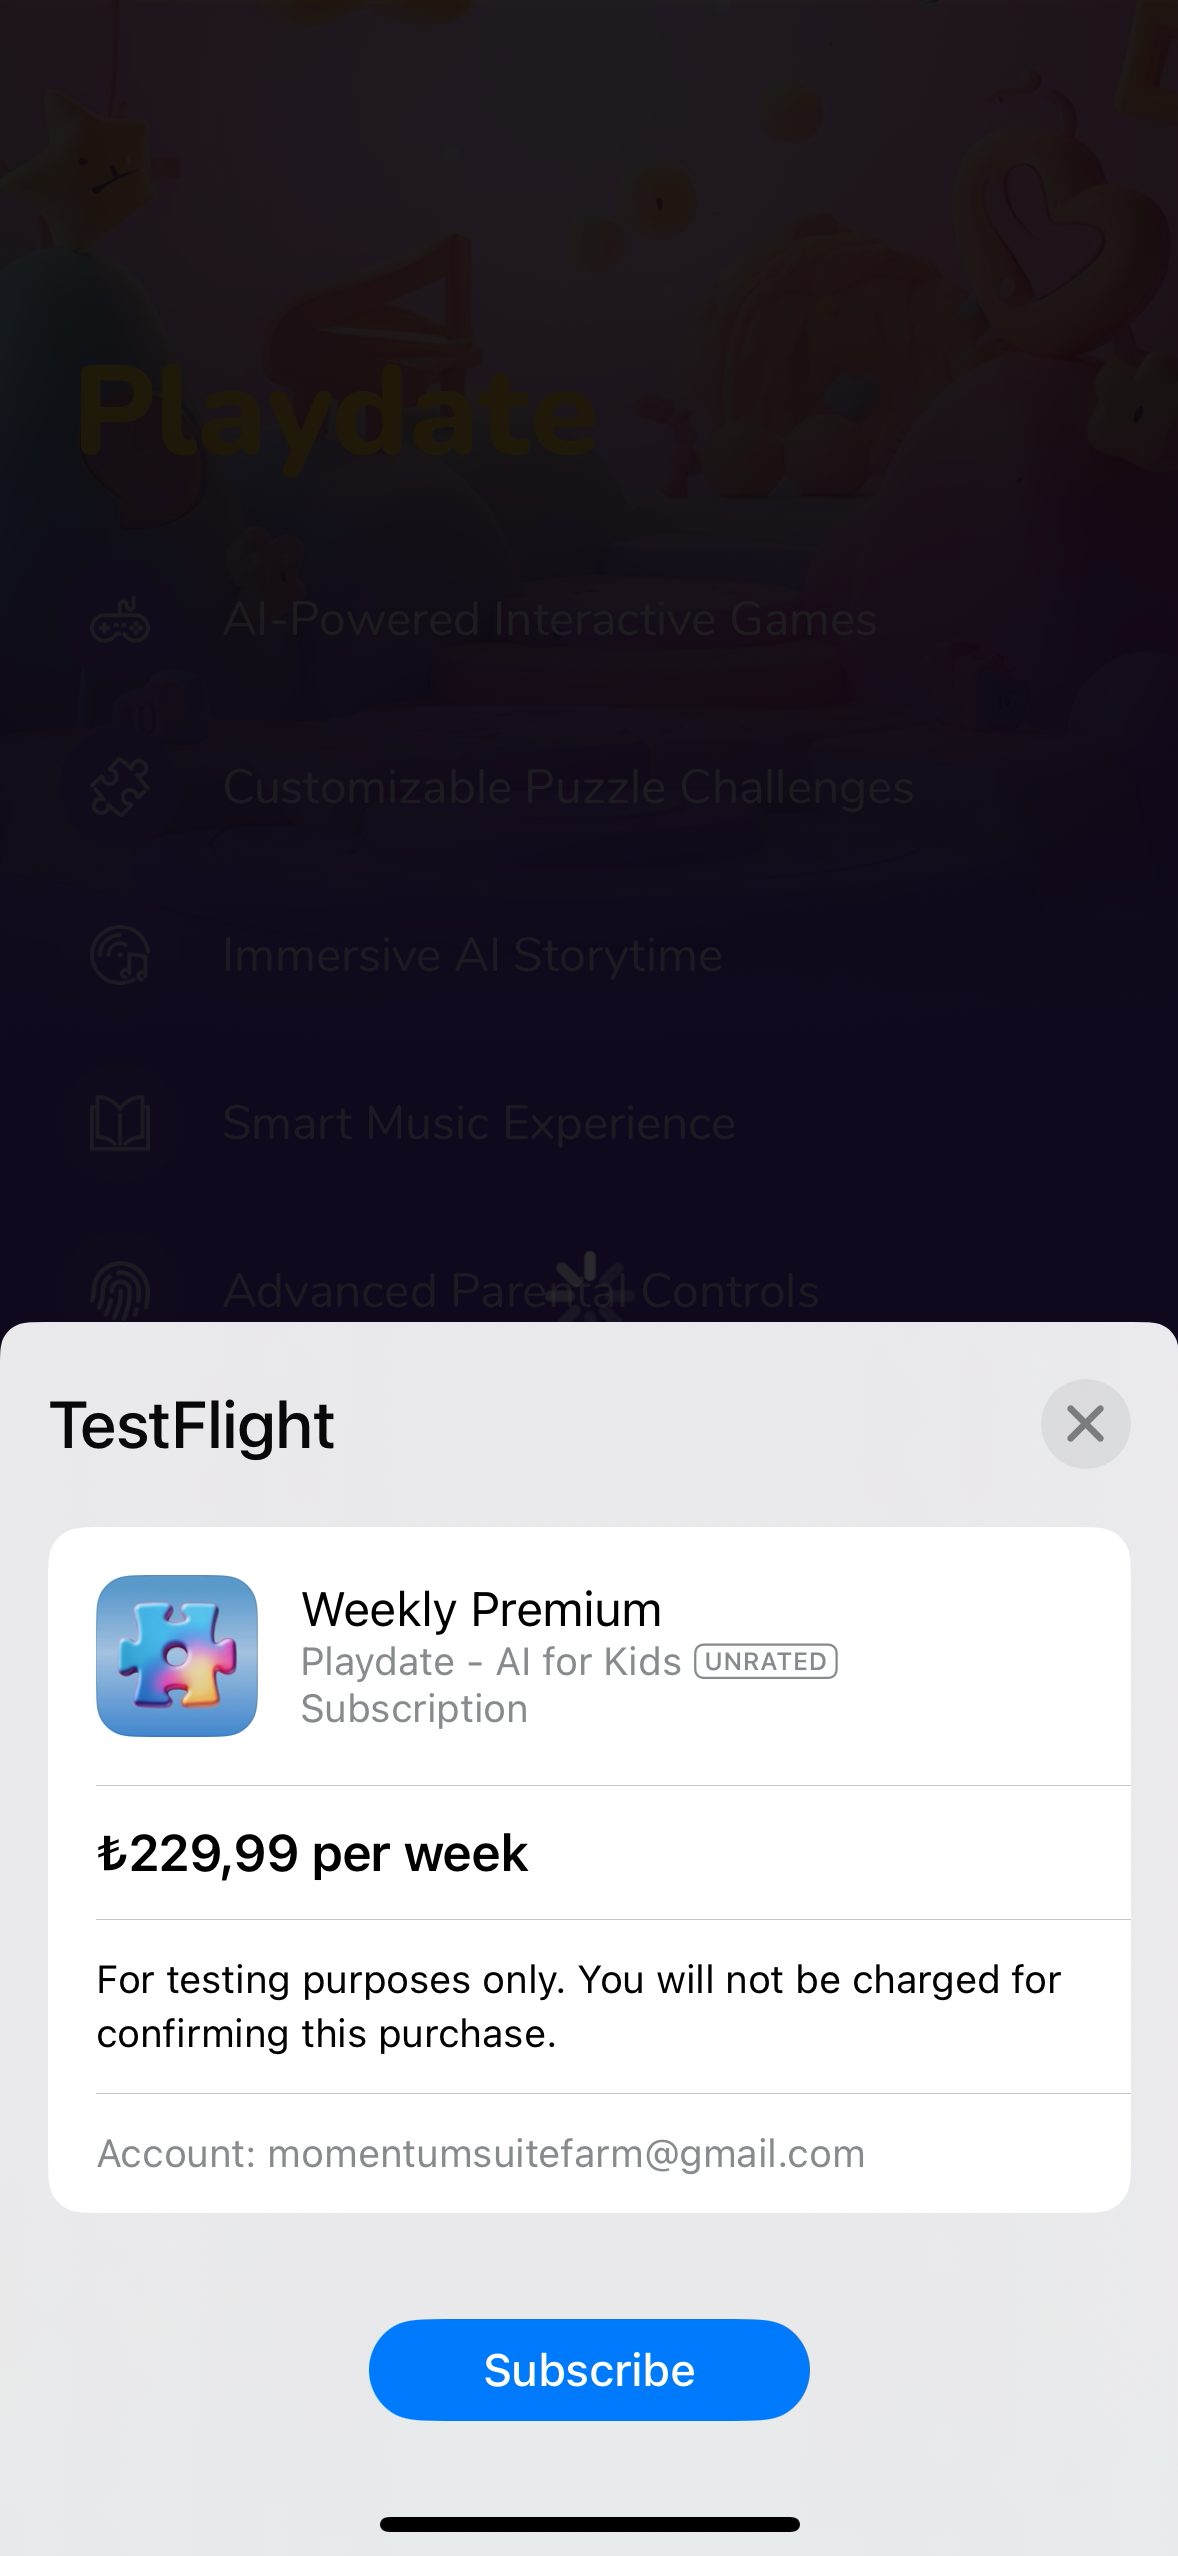 Playdate
AI-Powered Interactive Games
Customizable Puzzle Challenges
Immersive AI Storytime
Smart Music Experience
Advanced Parental Controls
TestFlight
Weekly Premium
Playdate - AI for Kids UNRATED
Subscription
₺229,99 per week
For testing purposes only. You will not be charged for
confirming this purchase.
Account: momentumsuitefarm@gmail.com
Subscribe